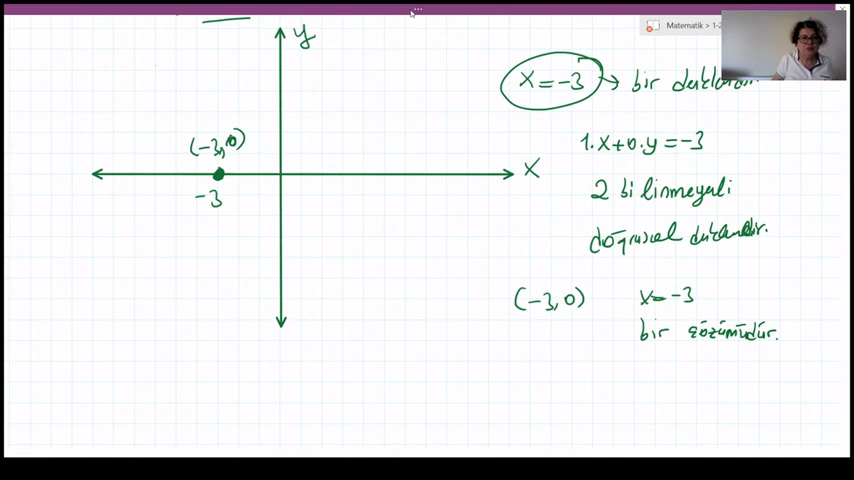 Matematik > 1-2
y
x = -3 → bir denklem
(-3, 0)
1.x+0.y = -3
x
-3
2 bilinmeyenli
doğrusal denklemdir.
(-3, 0) x = -3
bir çözümüdür.